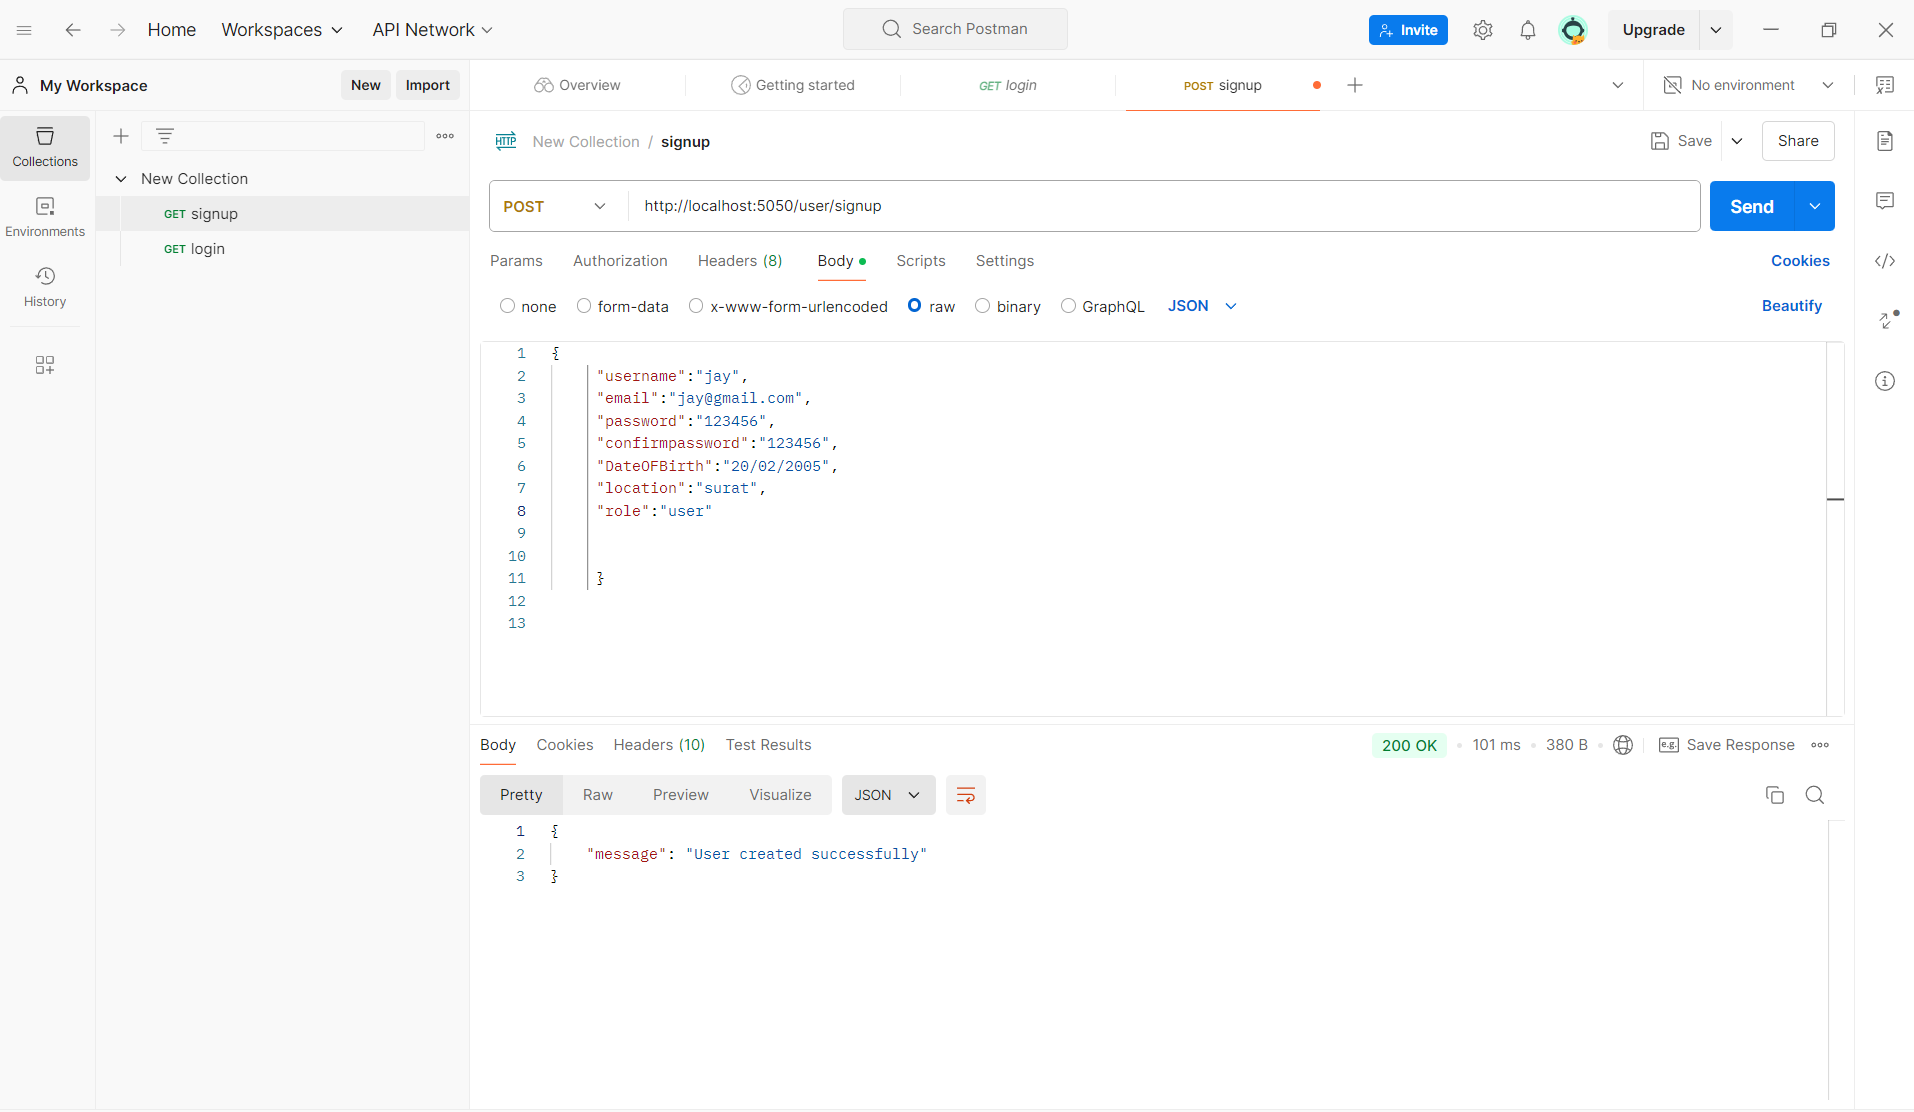 Home Workspaces API Network Search Postman Invite Upgrade
My Workspace New Import Overview Getting started GET login POST signup No environment
Collections
Environments
History
New Collection
GET signup
GET login
HTTP New Collection / signup Save Share
POST http://localhost:5050/user/signup Send
Params Authorization Headers (8) Body Scripts Settings Cookies
none form-data x-www-form-urlencoded raw binary GraphQL JSON Beautify
1 {
2 "username":"jay",
3 "email":"jay@gmail.com",
4 "password":"123456",
5 "confirmpassword":"123456",
6 "DateOFBirth":"20/02/2005",
7 "location":"surat",
8 "role":"user"
9
10
11 }
12
13
Body Cookies Headers (10) Test Results 200 OK 101 ms 380 B e.g. Save Response
Pretty Raw Preview Visualize JSON
1 {
2 "message": "User created successfully"
3 }